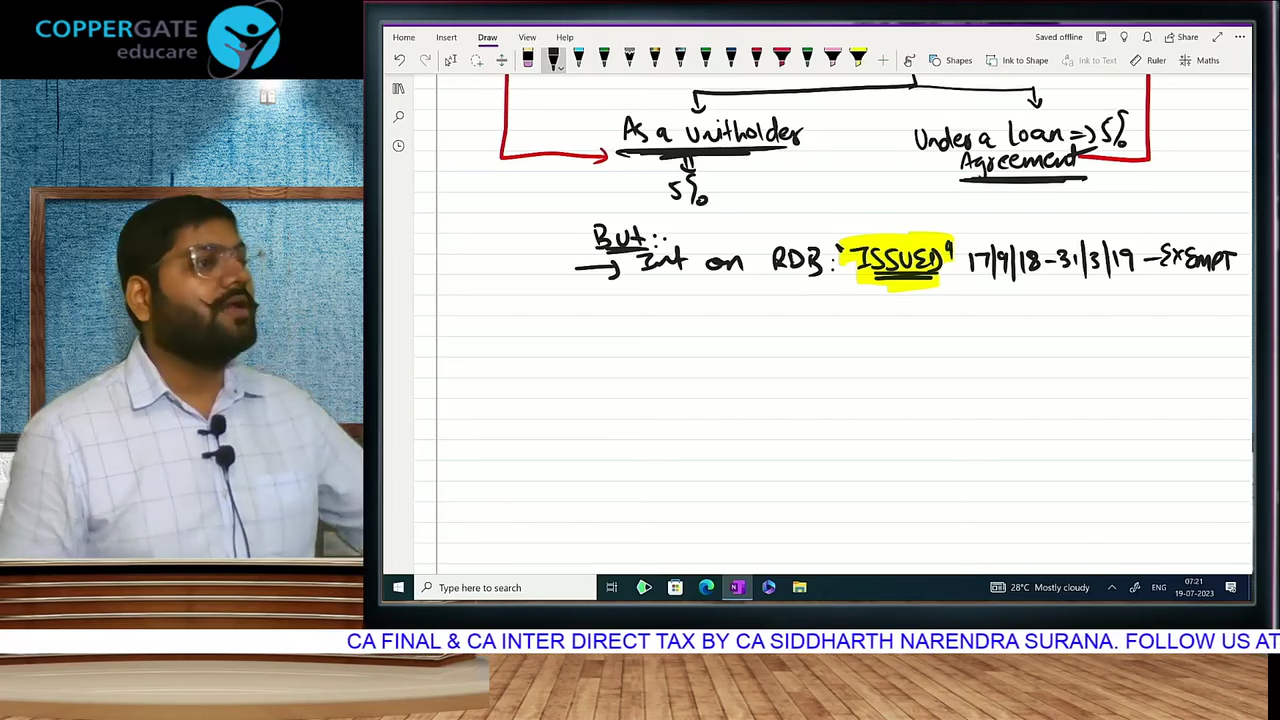 COPPERGATE
educare
Home Insert Draw View Help
Saved offline
Share
Shapes
Ink to Shape
Ink to Text
Ruler
Maths
As a unitholder
5%
Under a loan => 5%
Agreement
But:
→ Int on RDB: "ISSUED" 17/9/18 - 31/3/19 - EXEMPT
Type here to search
28°C Mostly cloudy
ENG
07:21
19-07-2023
CA FINAL & CA INTER DIRECT TAX BY CA SIDDHARTH NARENDRA SURANA. FOLLOW US AT